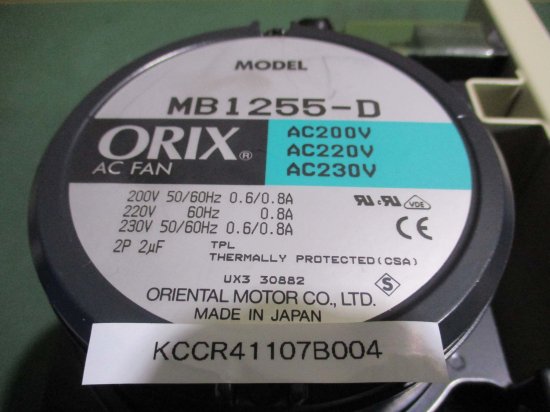 MODEL
MB1255-D
ORIX®
AC FAN
AC200V
AC220V
AC230V
200V 50/60Hz 0.6/0.8A
220V 60Hz 0.8A
230V 50/60Hz 0.6/0.8A
2P 2μF
TPL
THERMALLY PROTECTED(CSA)
VDE
CE
UX3 30882
S
ORIENTAL MOTOR CO., LTD.
MADE IN JAPAN
KCCR41107B004